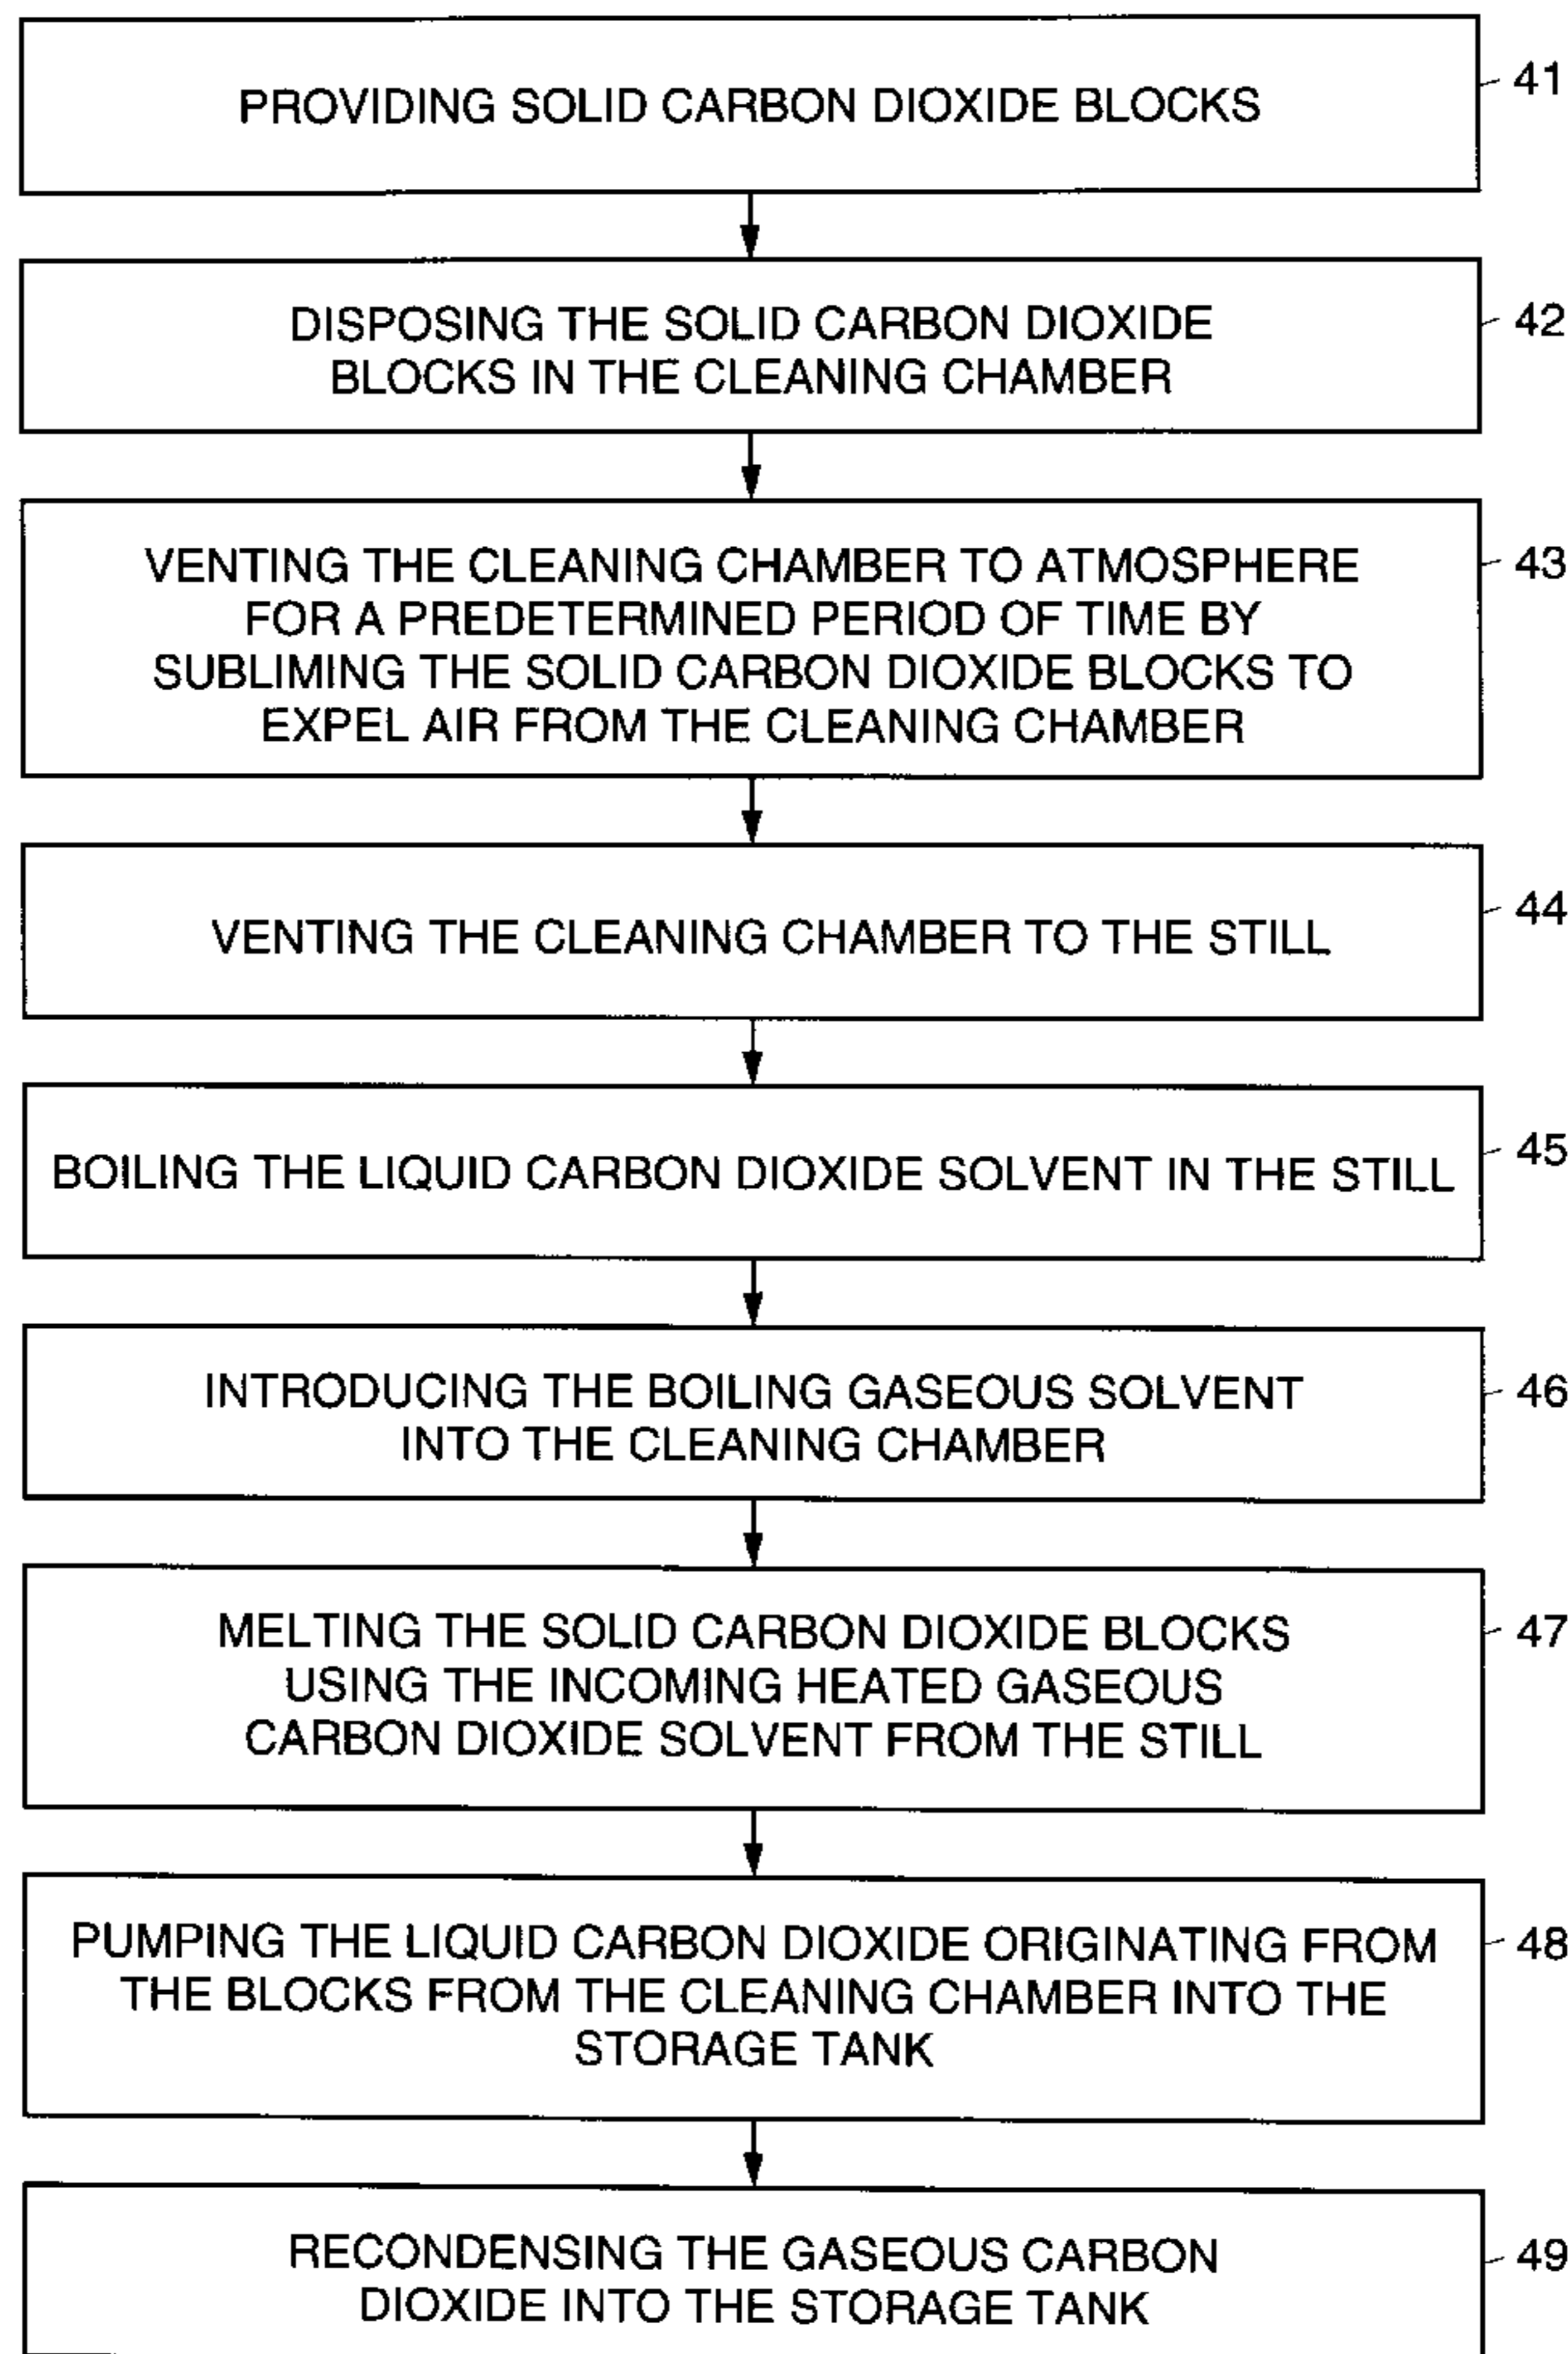 PROVIDING SOLID CARBON DIOXIDE BLOCKS
41
DISPOSING THE SOLID CARBON DIOXIDE
BLOCKS IN THE CLEANING CHAMBER
42
VENTING THE CLEANING CHAMBER TO ATMOSPHERE
FOR A PREDETERMINED PERIOD OF TIME BY
SUBLIMING THE SOLID CARBON DIOXIDE BLOCKS TO
EXPEL AIR FROM THE CLEANING CHAMBER
43
VENTING THE CLEANING CHAMBER TO THE STILL
44
BOILING THE LIQUID CARBON DIOXIDE SOLVENT IN THE STILL
45
INTRODUCING THE BOILING GASEOUS SOLVENT
INTO THE CLEANING CHAMBER
46
MELTING THE SOLID CARBON DIOXIDE BLOCKS
USING THE INCOMING HEATED GASEOUS
CARBON DIOXIDE SOLVENT FROM THE STILL
47
PUMPING THE LIQUID CARBON DIOXIDE ORIGINATING FROM
THE BLOCKS FROM THE CLEANING CHAMBER INTO THE
STORAGE TANK
48
RECONDENSING THE GASEOUS CARBON
DIOXIDE INTO THE STORAGE TANK
49